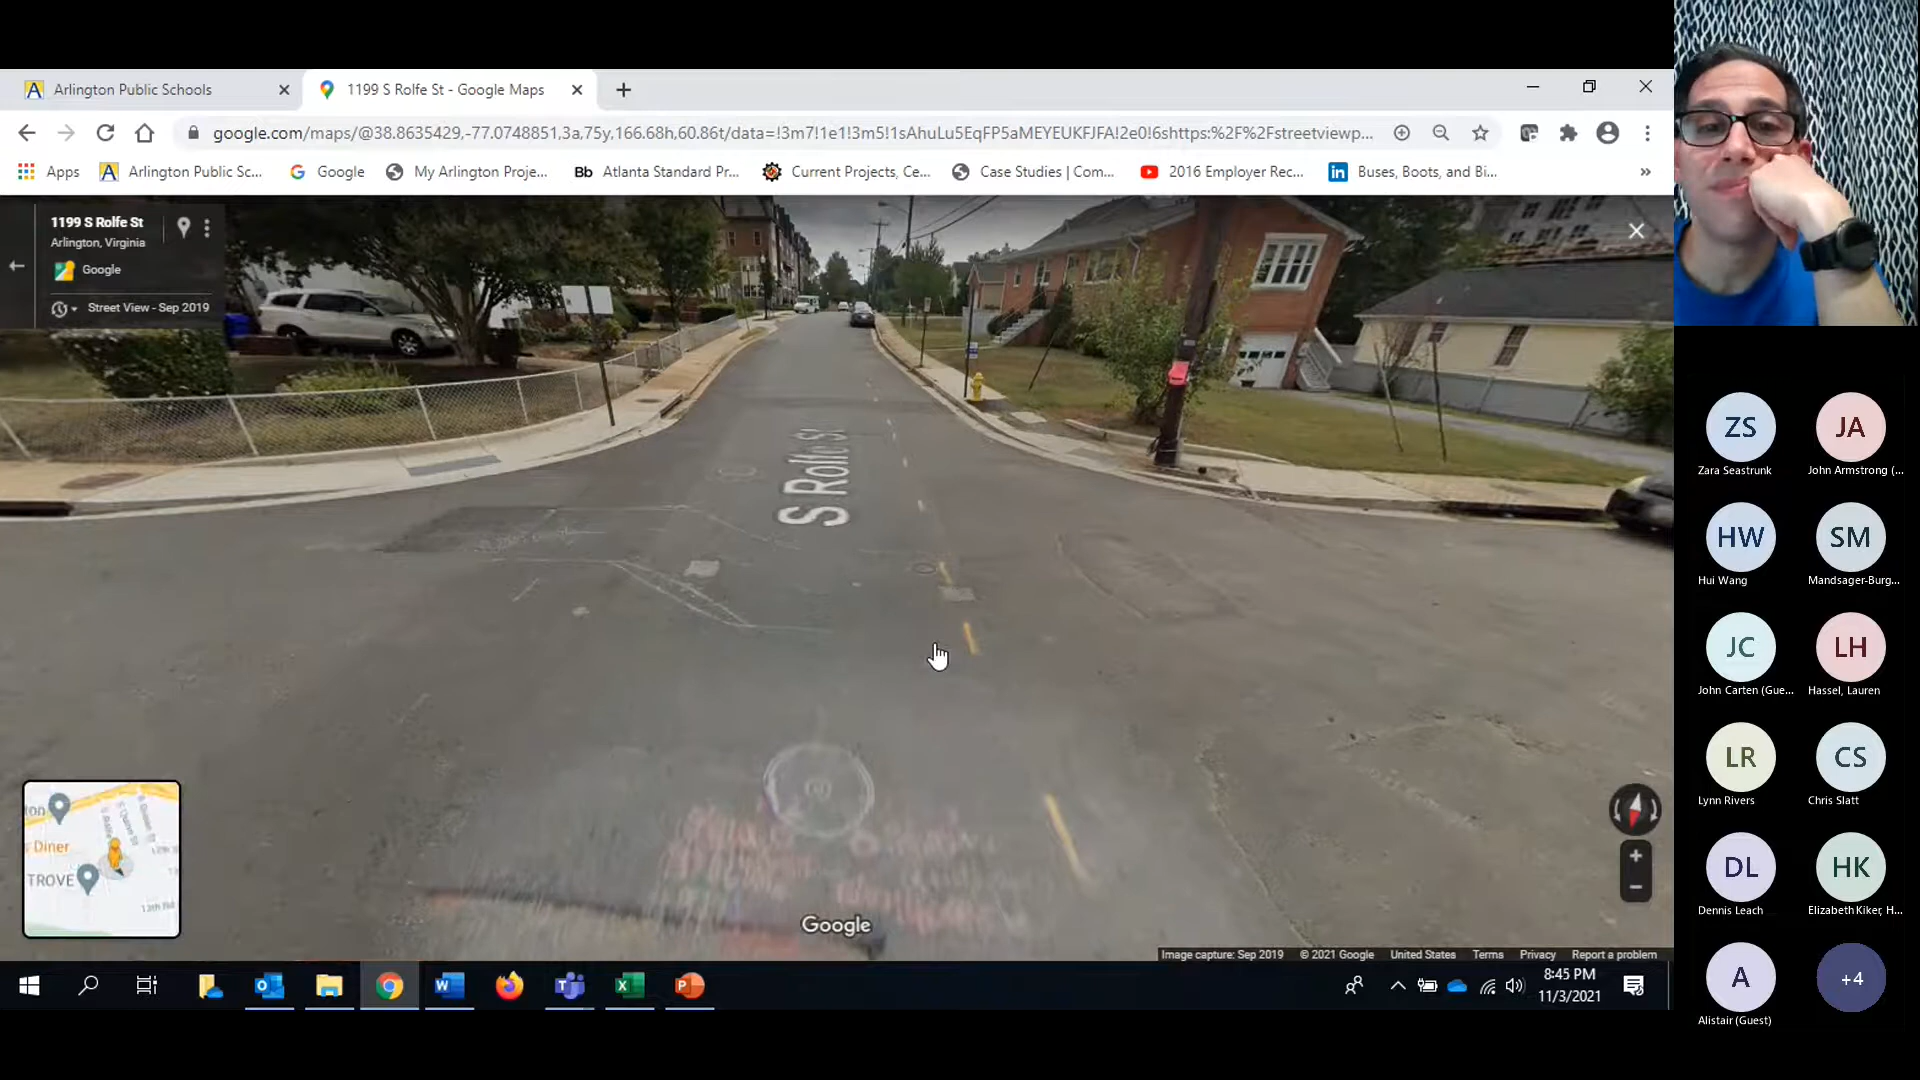 Arlington Public Schools
1199 S Rolfe St - Google Maps
google.com/maps/@38.8635429,-77.0748851,3a,75y,166.68h,60.86t/data=!3m7!1e1!3m5!1sAhuLu5EqFP5aMEYEUKFJFA!2e0!6shttps:%2F%2Fstreetviewp...
Apps
Arlington Public Sc...
Google
My Arlington Proje...
Bb Atlanta Standard Pr...
Current Projects, Ce...
Case Studies | Com...
2016 Employer Rec...
in Buses, Boots, and Bi...
1199 S Rolfe St
Arlington, Virginia
Google
Street View - Sep 2019
S Rolfe St
Diner
TROVE
13th Rd
Google
Image capture: Sep 2019 © 2021 Google United States Terms Privacy Report a problem
8:45 PM
11/3/2021
ZS
Zara Seastrunk
JA
John Armstrong (...
HW
Hui Wang
SM
Mandsager-Burg...
JC
John Carten (Gue...
LH
Hassel, Lauren
LR
Lynn Rivers
CS
Chris Slatt
DL
Dennis Leach
HK
Elizabeth Kiker, H...
A
Alistair (Guest)
+4